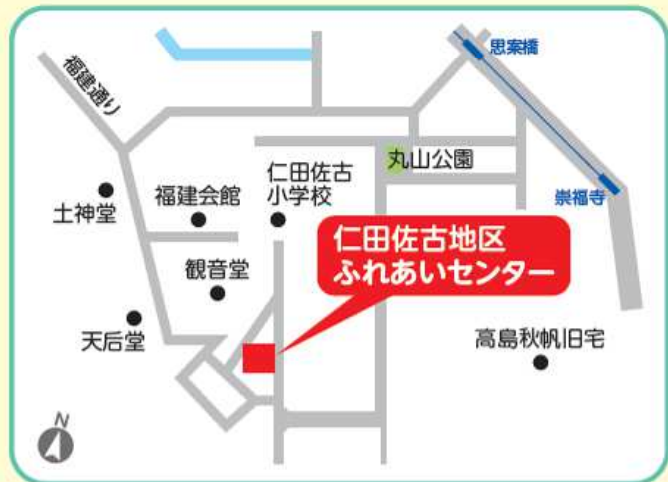 思案橋
福建通り
丸山公園
仁田佐古
小学校
福建会館
土神堂
崇福寺
仁田佐古地区
ふれあいセンター
観音堂
天后堂
高島秋帆旧宅
N